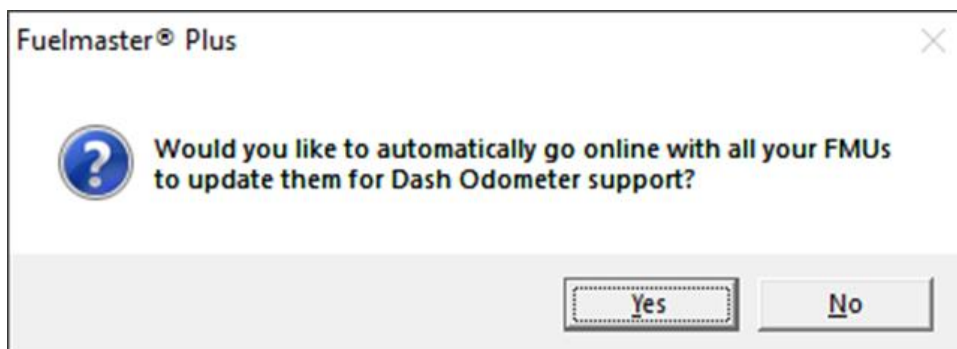 Fuelmaster® Plus
Would you like to automatically go online with all your FMUs
to update them for Dash Odometer support?
Yes
No